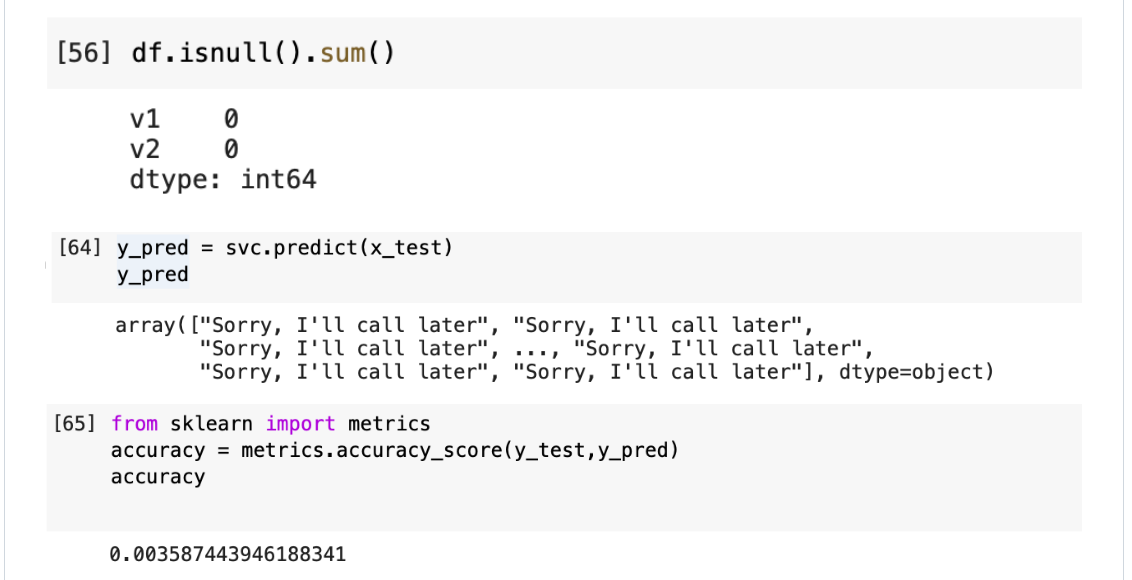 [56] df.isnull().sum()
v1 0
v2 0
dtype: int64
[64] y_pred = svc.predict(x_test)
y_pred
array(["Sorry, I'll call later", "Sorry, I'll call later",
"Sorry, I'll call later", ..., "Sorry, I'll call later",
"Sorry, I'll call later", "Sorry, I'll call later"], dtype=object)
[65] from sklearn import metrics
accuracy = metrics.accuracy_score(y_test,y_pred)
accuracy
0.003587443946188341